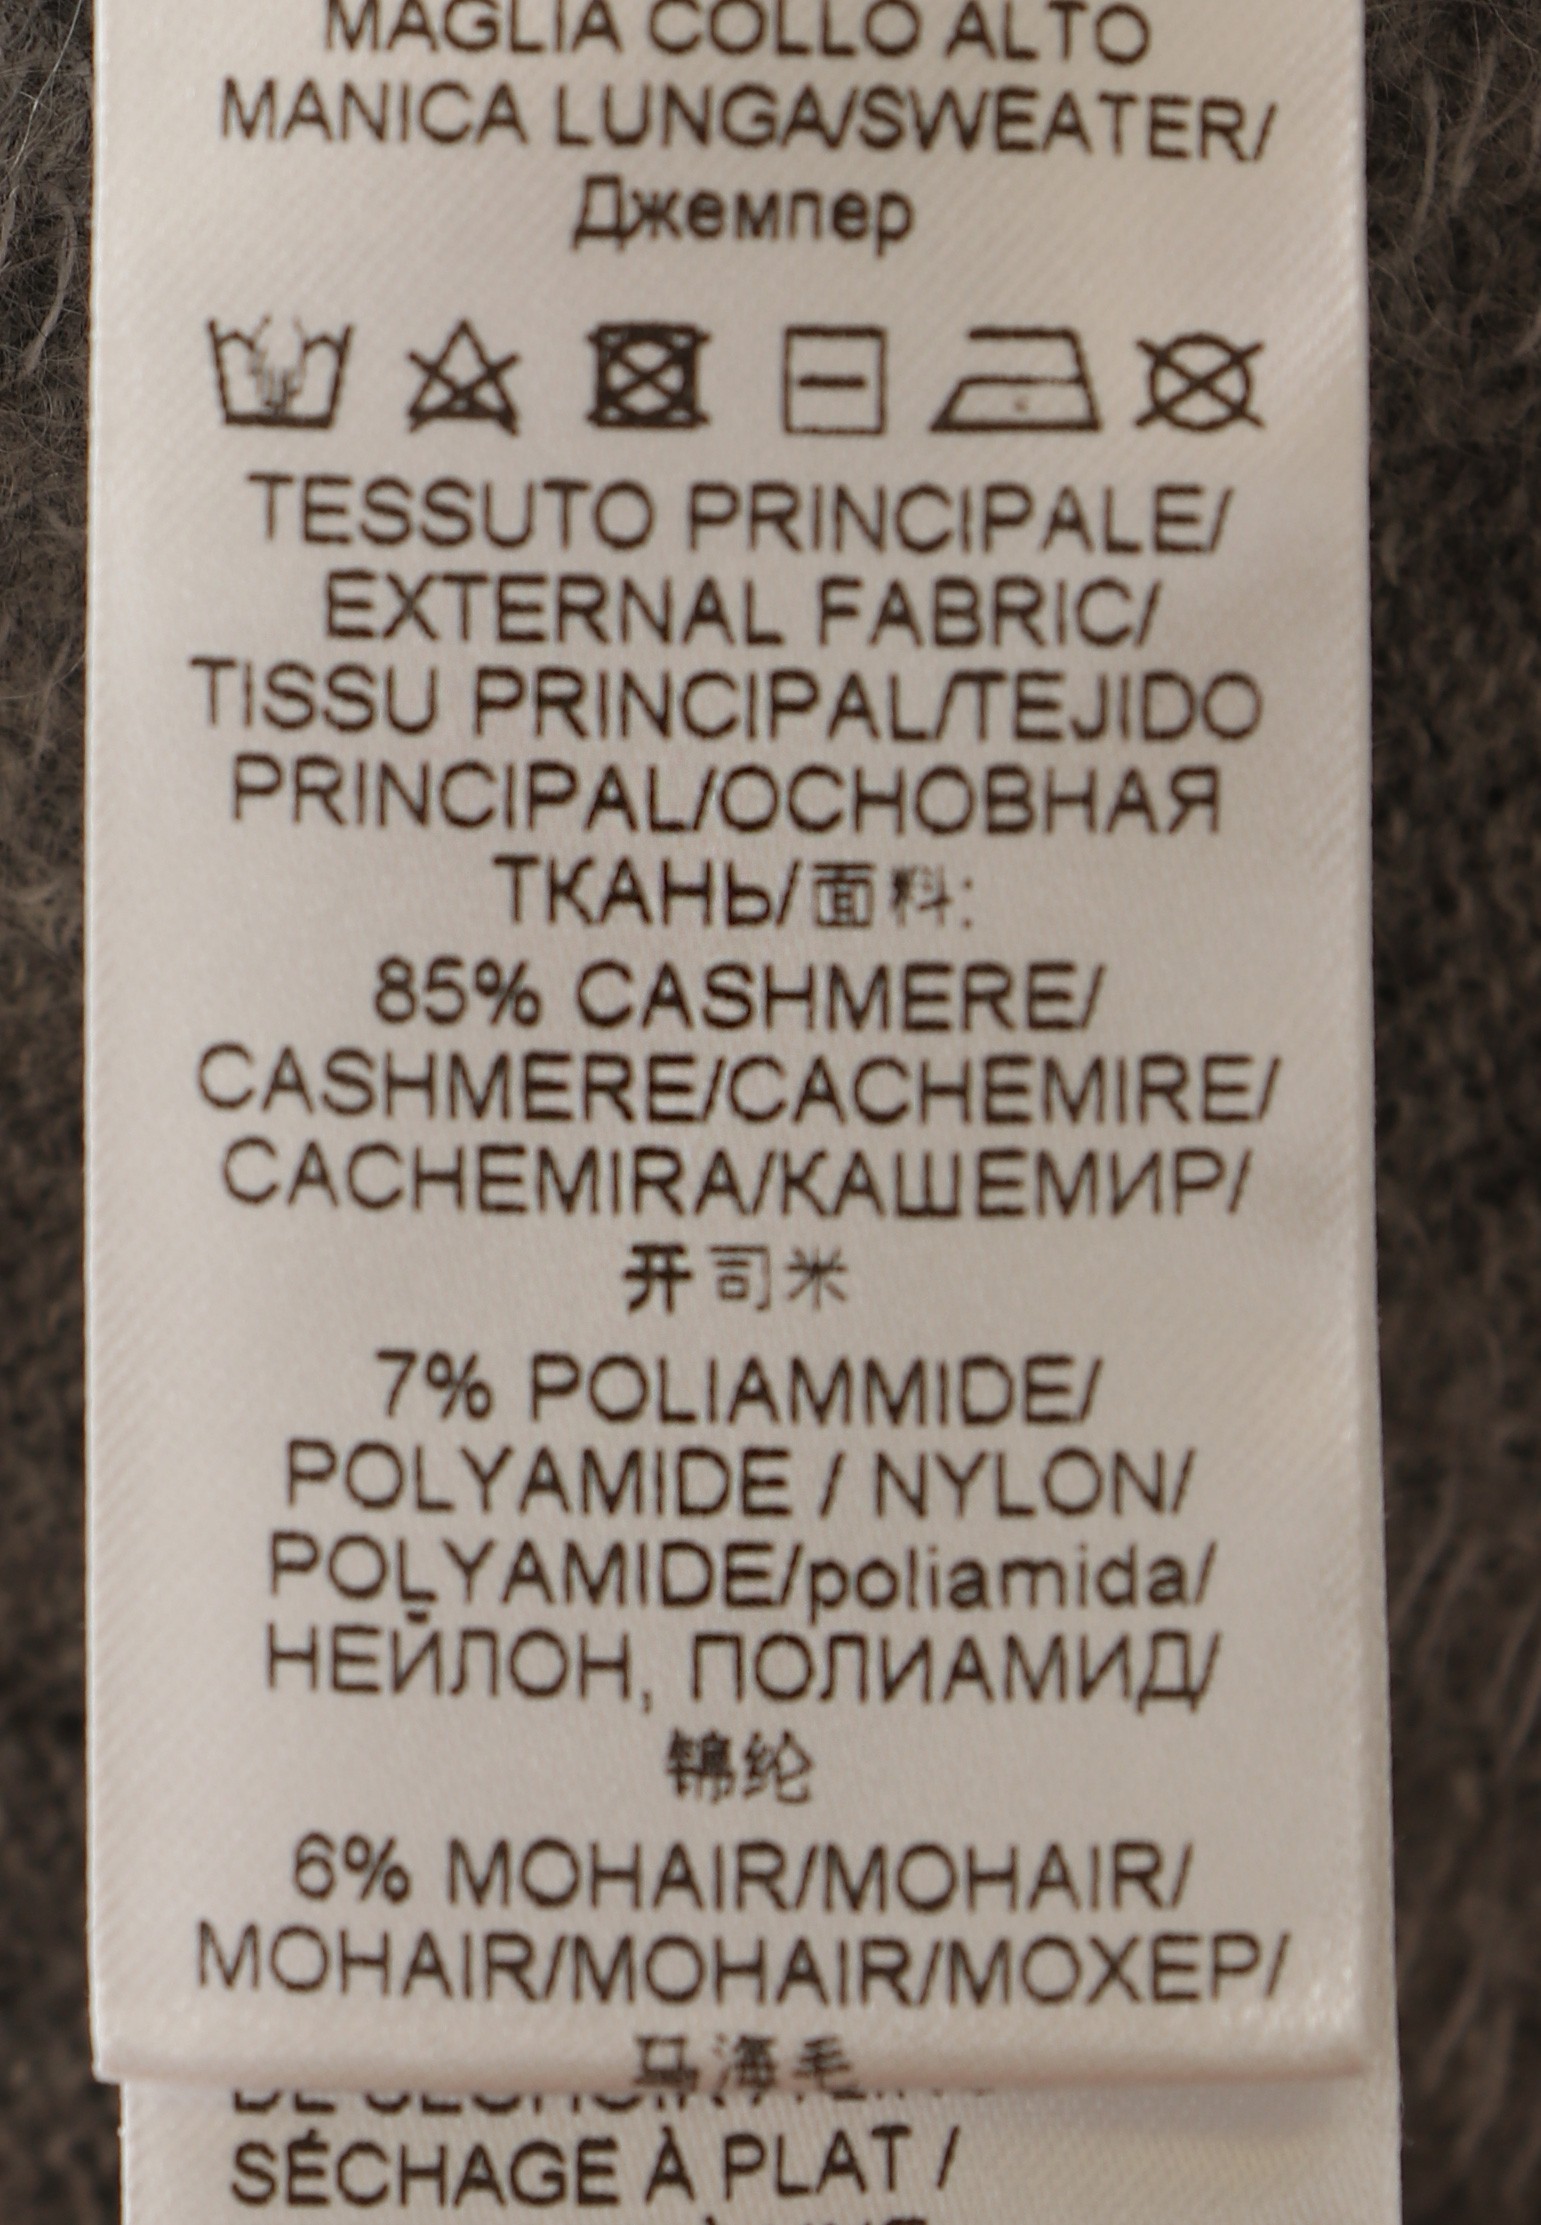 MAGLIA COLLO ALTO
MANICA LUNGA/SWEATER/
Джемпер
TESSUTO PRINCIPALE/
EXTERNAL FABRIC/
TISSU PRINCIPAL/TEJIDO
PRINCIPAL/ОСНОВНАЯ
ТКАНЬ/面料:
85% CASHMERE/
CASHMERE/CACHEMIRE/
CACHEMIRA/КАШЕМИР/
开司米
7% POLIAMMIDE/
POLYAMIDE / NYLON/
POLYAMIDE/poliamida/
НЕЙЛОН, ПОЛИАМИД/
锦纶
6% MOHAIR/MOHAIR/
MOHAIR/MOHAIR/МОХЕР/
马海毛
SÉCHAGE À PLAT /